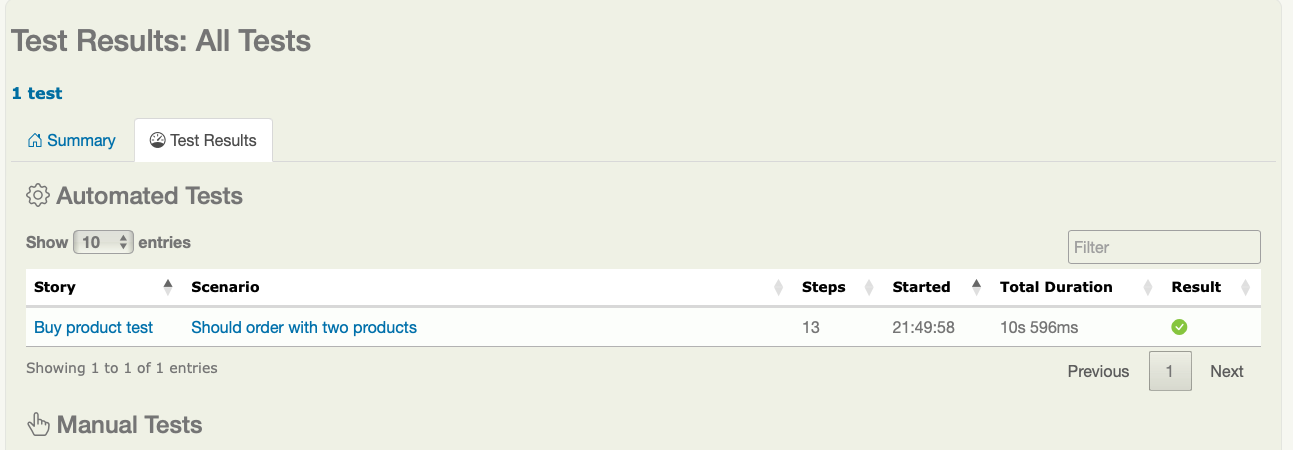 Test Results: All Tests
1 test
Summary Test Results
Automated Tests
Show 10 entries
Filter
Story Scenario Steps Started Total Duration Result
Buy product test Should order with two products 13 21:49:58 10s 596ms
Showing 1 to 1 of 1 entries
Previous 1 Next
Manual Tests